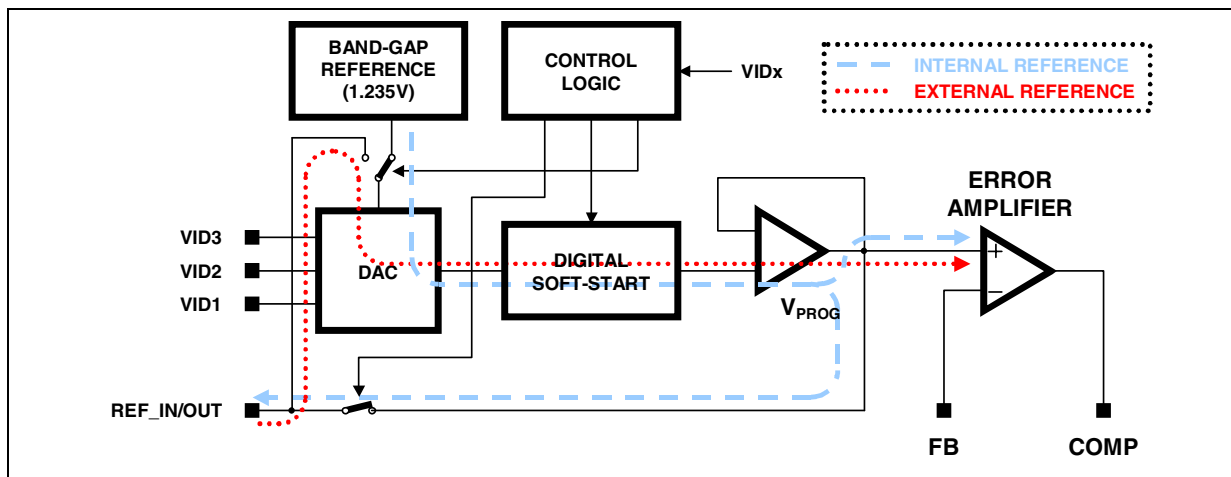 BAND-GAP
REFERENCE
(1.235V)
CONTROL
LOGIC
VIDx
INTERNAL REFERENCE
EXTERNAL REFERENCE
ERROR
AMPLIFIER
VID3
VID2
VID1
DAC
DIGITAL
SOFT-START
VPROG
+
−
REF_IN/OUT
FB
COMP